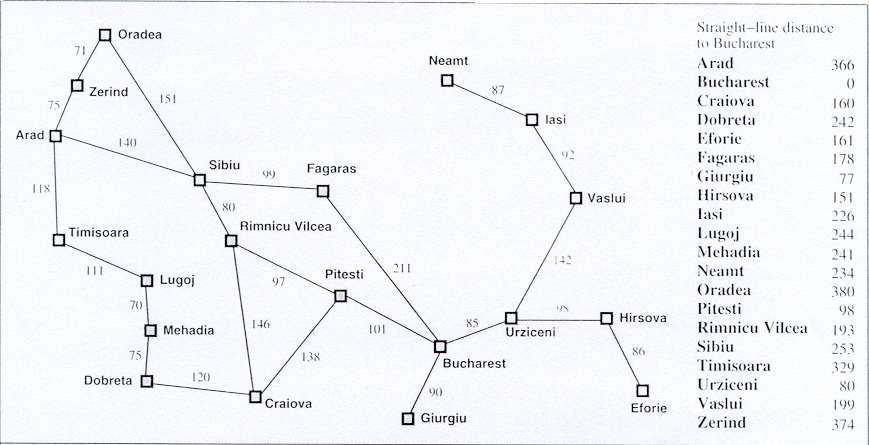 Oradea
71
Zerind
75
151
Arad
140
118
Sibiu
99
Fagaras
80
Rimnicu Vilcea
Timisoara
111
Lugoj
70
Mehadia
75
Dobreta
120
Craiova
146
97
Pitesti
138
101
211
Bucharest
90
Giurgiu
85
Urziceni
98
Hirsova
86
Eforie
142
Vaslui
92
Iasi
87
Neamt
Straight-line distance
to Bucharest
Arad 366
Bucharest 0
Craiova 160
Dobreta 242
Eforie 161
Fagaras 178
Giurgiu 77
Hirsova 151
Iasi 226
Lugoj 244
Mehadia 241
Neamt 234
Oradea 380
Pitesti 98
Rimnicu Vilcea 193
Sibiu 253
Timisoara 329
Urziceni 80
Vaslui 199
Zerind 374